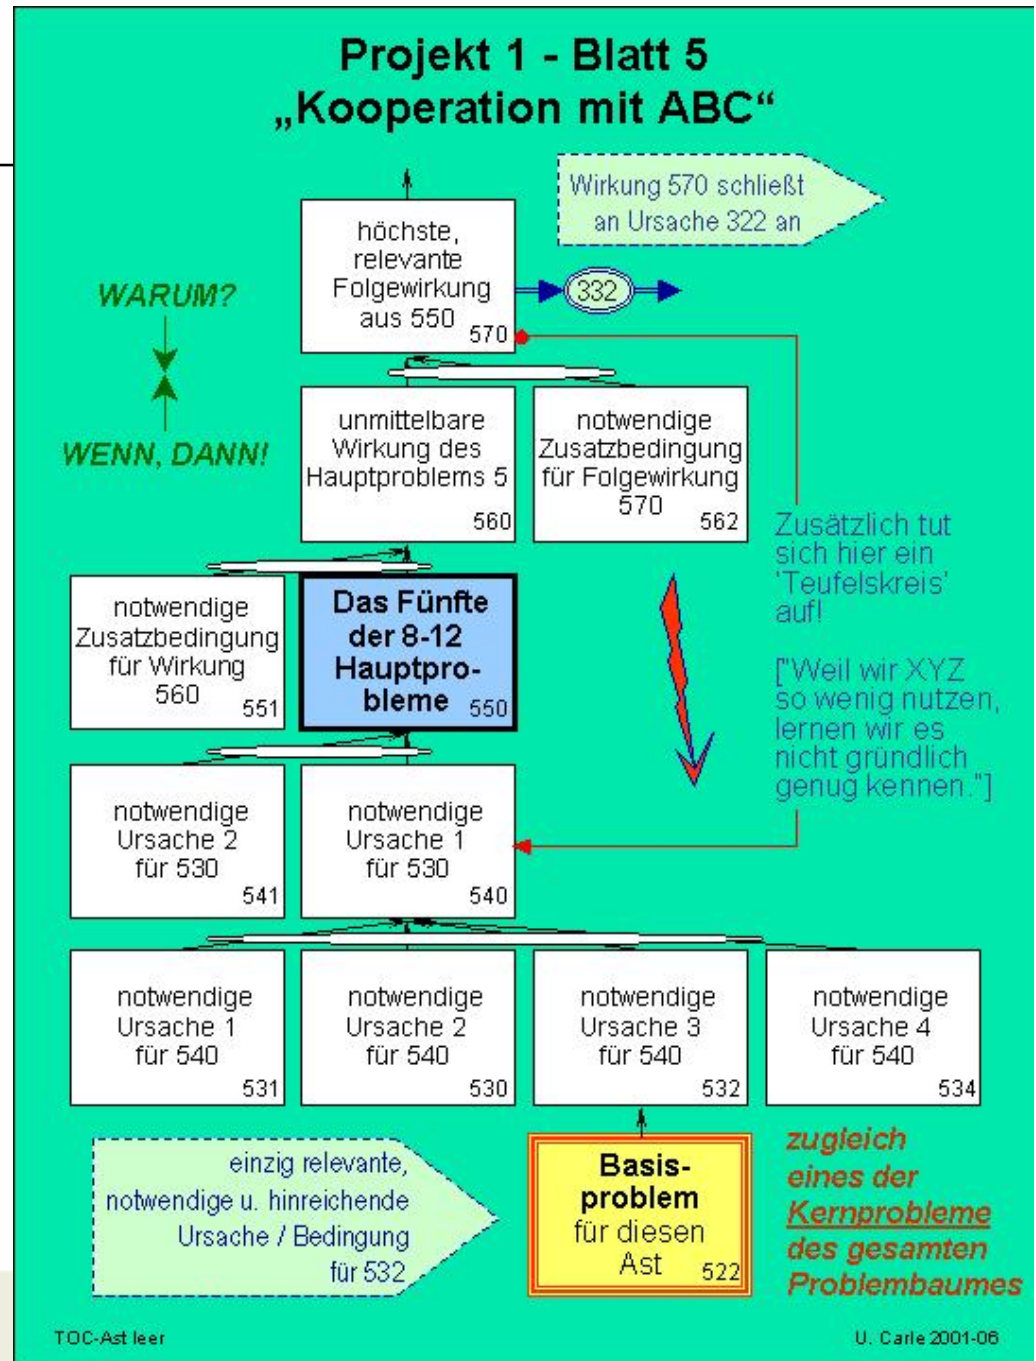 Projekt 1 - Blatt 5
„Kooperation mit ABC“
Wirkung 570 schließt
an Ursache 322 an
höchste,
relevante
Folgewirkung
aus 550
570
332
WARUM?
WENN, DANN!
unmittelbare
Wirkung des
Hauptproblems 5
560
notwendige
Zusatzbedingung
für Folgewirkung
570
562
Zusätzlich tut
sich hier ein
'Teufelskreis'
auf!
["Weil wir XYZ
so wenig nutzen,
lernen wir es
nicht gründlich
genug kennen."]
notwendige
Zusatzbedingung
für Wirkung
560
551
Das Fünfte
der 8-12
Hauptpro-
bleme
550
notwendige
Ursache 2
für 530
541
notwendige
Ursache 1
für 530
540
notwendige
Ursache 1
für 540
531
notwendige
Ursache 2
für 540
530
notwendige
Ursache 3
für 540
532
notwendige
Ursache 4
für 540
534
einzig relevante,
notwendige u. hinreichende
Ursache / Bedingung
für 532
Basis-
problem
für diesen
Ast
522
zugleich
eines der
Kernprobleme
des gesamten
Problembaumes
TOC-Ast leer
U. Carle 2001-06